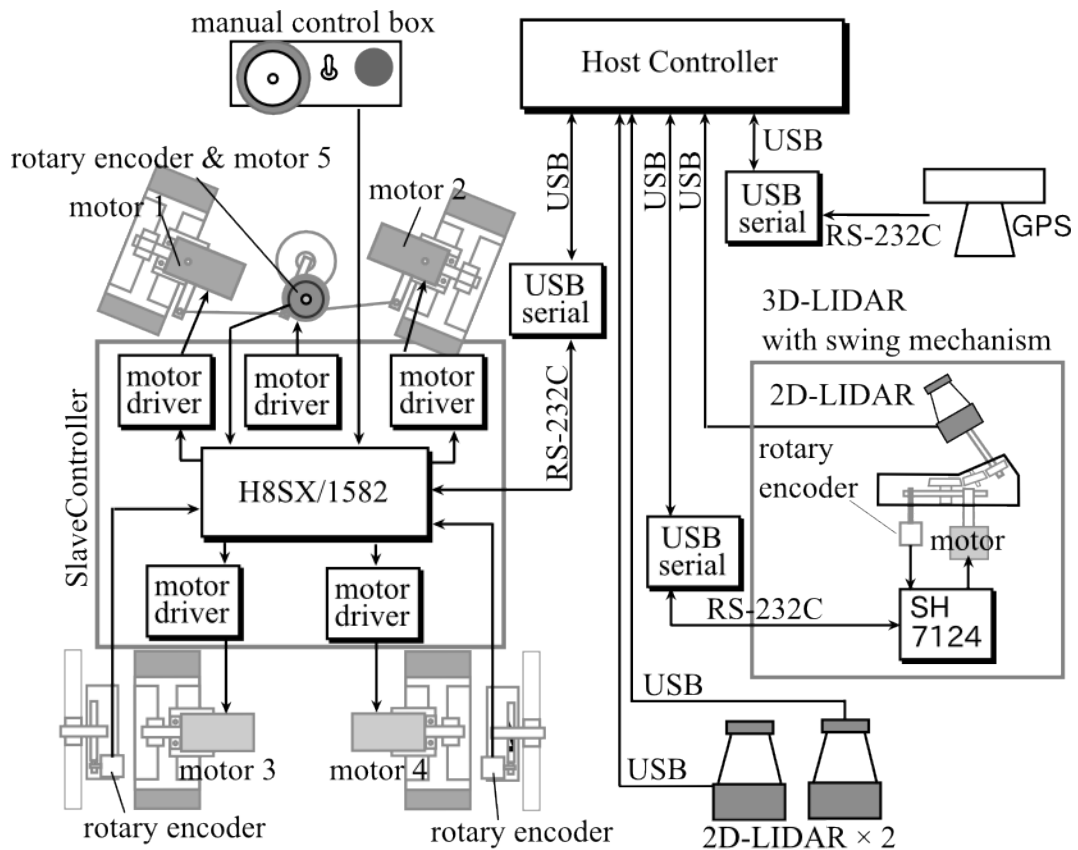 manual control box
Host Controller
rotary encoder & motor 5
motor 1
motor 2
USB
USB
USB
USB
USB
serial
RS-232C
GPS
USB
serial
3D-LIDAR
with swing mechanism
motor
driver
motor
driver
motor
driver
RS-232C
2D-LIDAR
rotary
encoder
motor
SlaveController
H8SX/1582
USB
serial
RS-232C
SH
7124
motor
driver
motor
driver
USB
USB
motor 3
motor 4
rotary encoder
rotary encoder
2D-LIDAR × 2